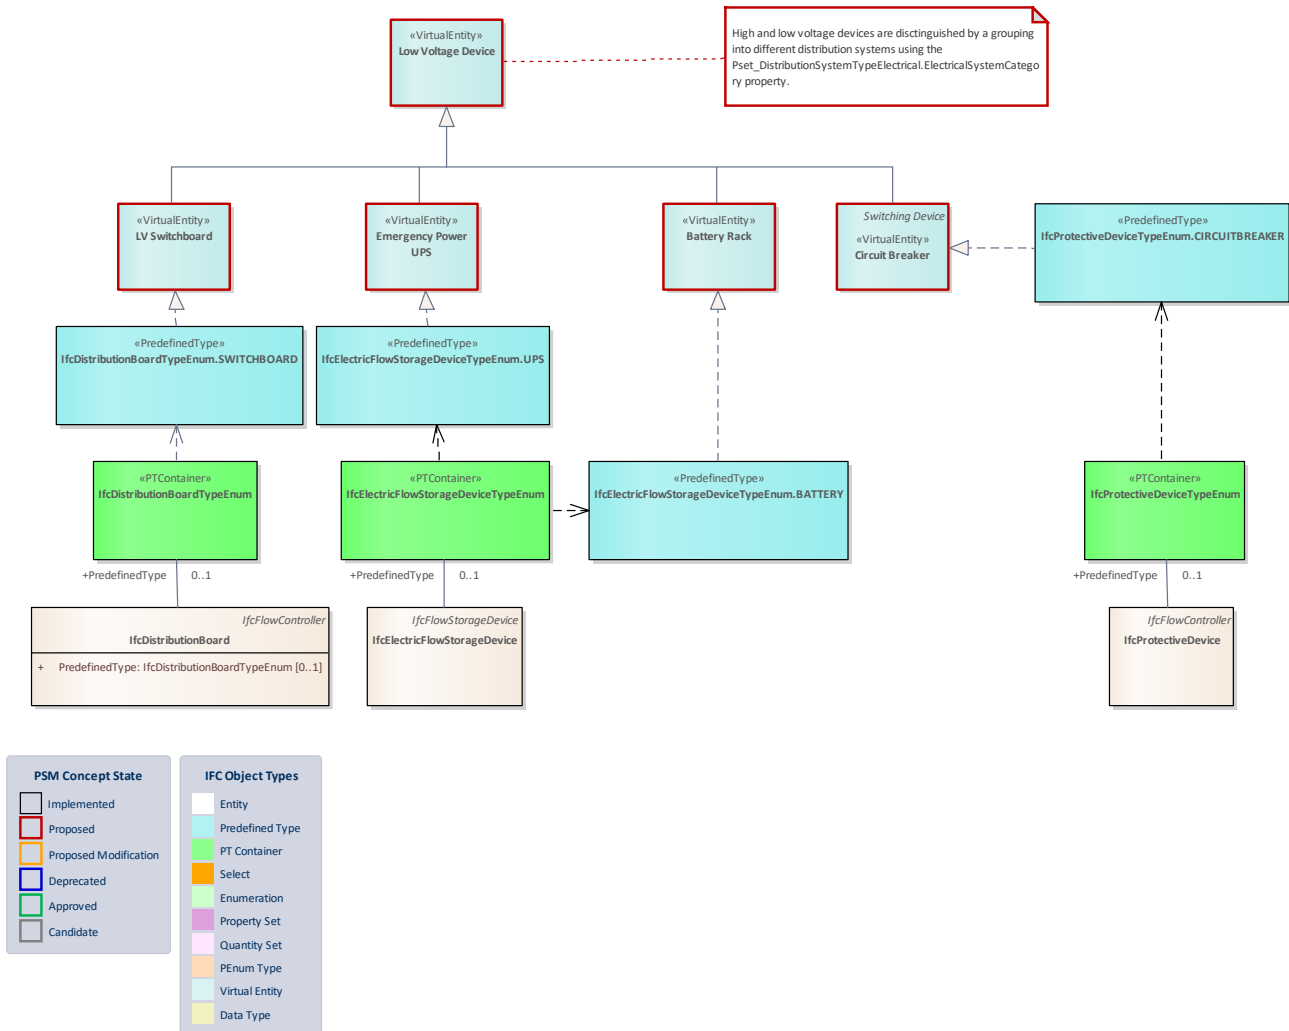 «VirtualEntity»
Low Voltage Device
High and low voltage devices are disctinguished by a grouping
into different distribution systems using the
Pset_DistributionSystemTypeElectrical.ElectricalSystemCatego
ry property.
«VirtualEntity»
LV Switchboard
«VirtualEntity»
Emergency Power
UPS
«VirtualEntity»
Battery Rack
Switching Device
«VirtualEntity»
Circuit Breaker
«PredefinedType»
IfcProtectiveDeviceTypeEnum.CIRCUITBREAKER
«PredefinedType»
IfcDistributionBoardTypeEnum.SWITCHBOARD
«PredefinedType»
IfcElectricFlowStorageDeviceTypeEnum.UPS
«PTContainer»
IfcDistributionBoardTypeEnum
«PTContainer»
IfcElectricFlowStorageDeviceTypeEnum
«PredefinedType»
IfcElectricFlowStorageDeviceTypeEnum.BATTERY
«PTContainer»
IfcProtectiveDeviceTypeEnum
+PredefinedType 0..1
+PredefinedType 0..1
+PredefinedType 0..1
IfcFlowController
IfcDistributionBoard
+ PredefinedType: IfcDistributionBoardTypeEnum [0..1]
IfcFlowStorageDevice
IfcElectricFlowStorageDevice
IfcFlowController
IfcProtectiveDevice
PSM Concept State
Implemented
Proposed
Proposed Modification
Deprecated
Approved
Candidate
IFC Object Types
Entity
Predefined Type
PT Container
Select
Enumeration
Property Set
Quantity Set
PEnum Type
Virtual Entity
Data Type